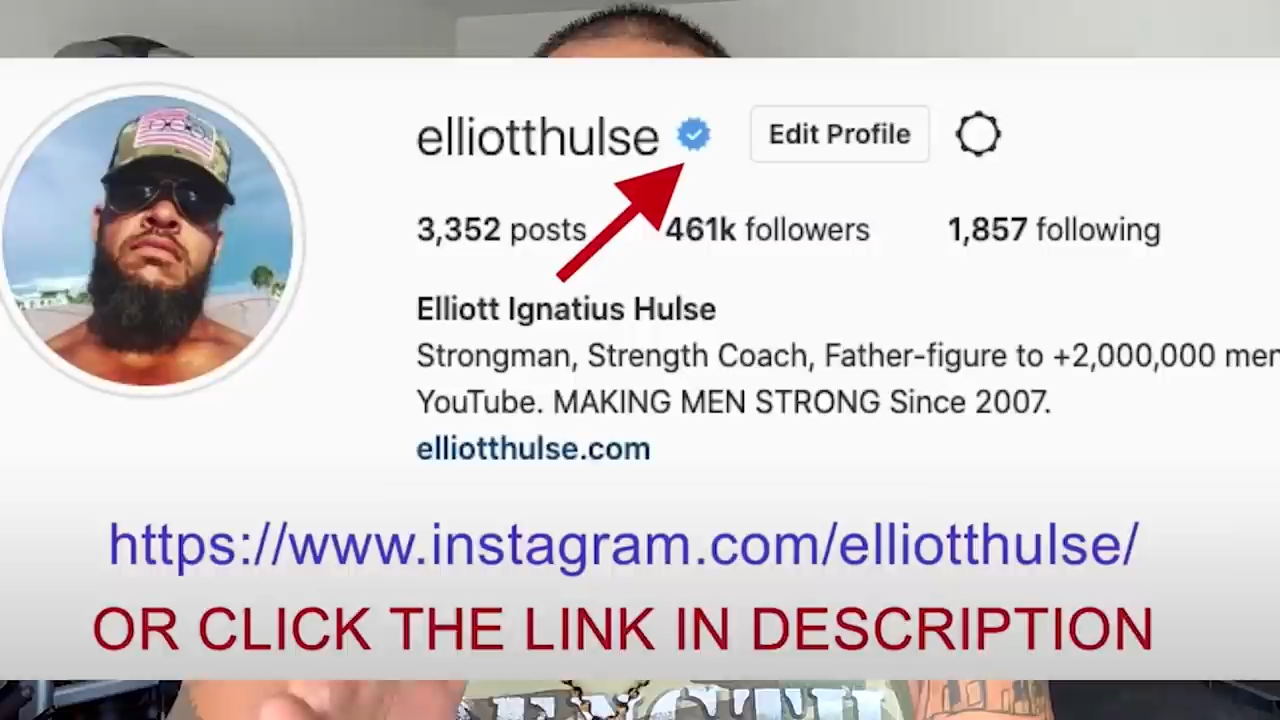 elliotthulse Edit Profile
3,352 posts 461k followers 1,857 following
Elliott Ignatius Hulse
Strongman, Strength Coach, Father-figure to +2,000,000 men
YouTube. MAKING MEN STRONG Since 2007.
elliotthulse.com
https://www.instagram.com/elliotthulse/
OR CLICK THE LINK IN DESCRIPTION